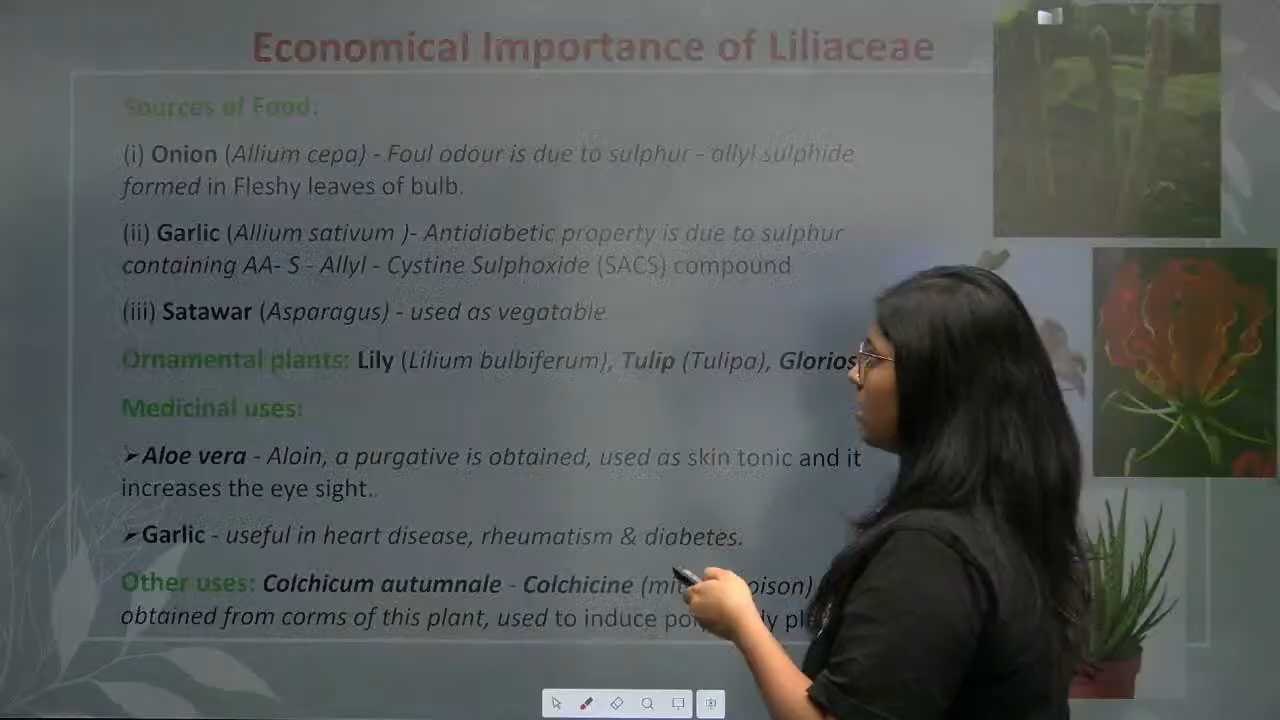 Economical Importance of Liliaceae
Sources of Food:
(i) Onion (Allium cepa) - Foul odour is due to sulphur - allyl sulphide
formed in Fleshy leaves of bulb.
(ii) Garlic (Allium sativum )- Antidiabetic property is due to sulphur
containing AA- S - Allyl - Cystine Sulphoxide (SACS) compound
(iii) Satawar (Asparagus) - used as vegatable
Ornamental plants: Lily (Lilium bulbiferum), Tulip (Tulipa), Glorios
Medicinal uses:
➤Aloe vera - Aloin, a purgative is obtained, used as skin tonic and it
increases the eye sight..
➤Garlic - useful in heart disease, rheumatism & diabetes.
Other uses: Colchicum autumnale - Colchicine
obtained from corms of this plant, used to induce